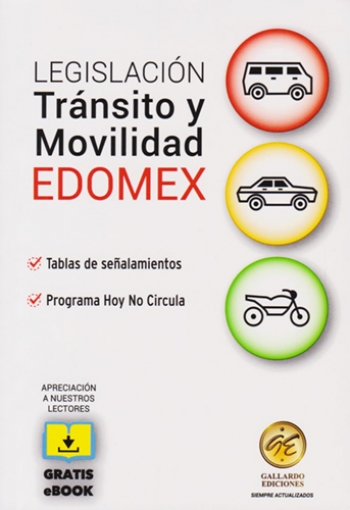 LEGISLACIÓN
Tránsito y
Movilidad
EDOMEX
Tablas de señalamientos
Programa Hoy No Circula
APRECIACIÓN
A NUESTROS
LECTORES
GRATIS
eBOOK
GE
GALLARDO
EDICIONES
SIEMPRE ACTUALIZADOS